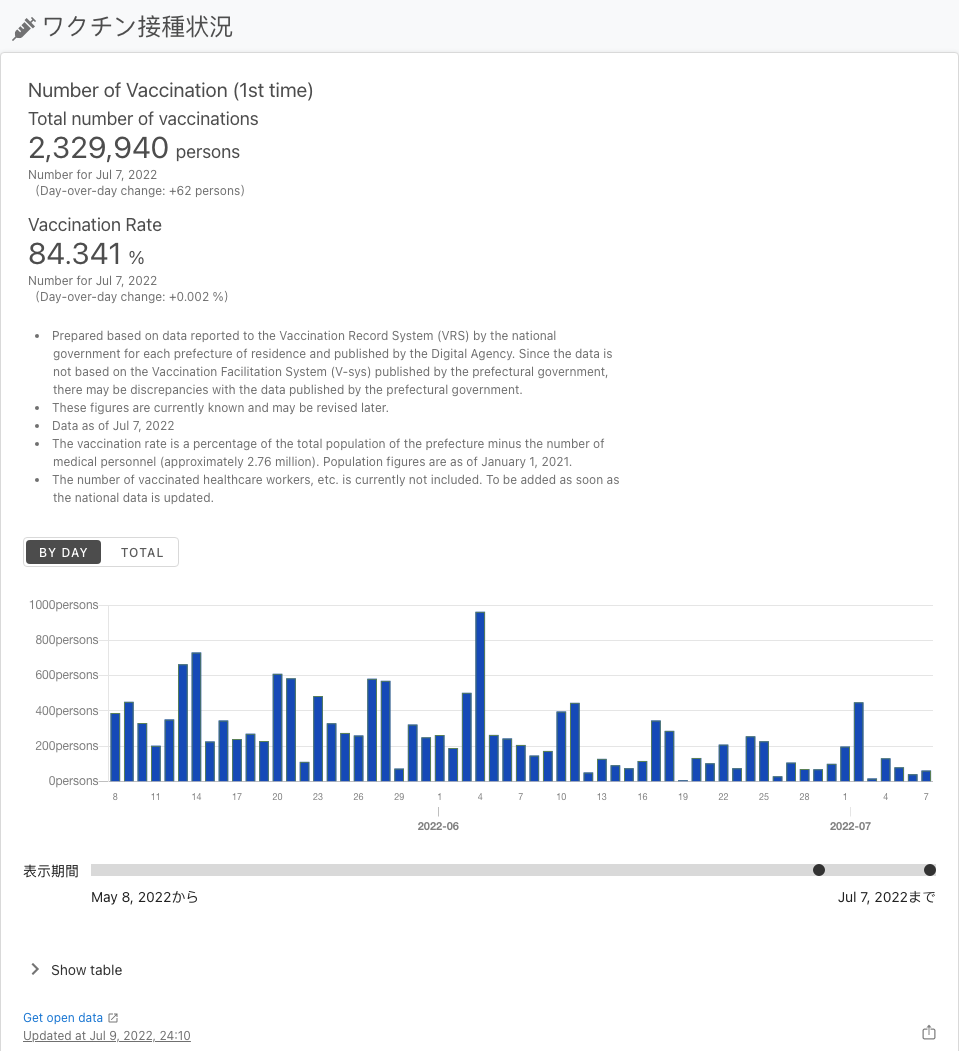 ワクチン接種状況
Number of Vaccination (1st time)
Total number of vaccinations
2,329,940 persons
Number for Jul 7, 2022
(Day-over-day change: +62 persons)
Vaccination Rate
84.341 %
Number for Jul 7, 2022
(Day-over-day change: +0.002 %)
• Prepared based on data reported to the Vaccination Record System (VRS) by the national
government for each prefecture of residence and published by the Digital Agency. Since the data is
not based on the Vaccination Facilitation System (V-sys) published by the prefectural government,
there may be discrepancies with the data published by the prefectural government.
• These figures are currently known and may be revised later.
• Data as of Jul 7, 2022
• The vaccination rate is a percentage of the total population of the prefecture minus the number of
medical personnel (approximately 2.76 million). Population figures are as of January 1, 2021.
• The number of vaccinated healthcare workers, etc. is currently not included. To be added as soon as
the national data is updated.
BY DAY TOTAL
1000persons
800persons
600persons
400persons
200persons
0persons
8 11 14 17 20 23 26 29 1 4 7 10 13 16 19 22 25 28 1 4 7
2022-06 2022-07
表示期間
May 8, 2022から Jul 7, 2022まで
Show table
Get open data
Updated at Jul 9, 2022, 24:10